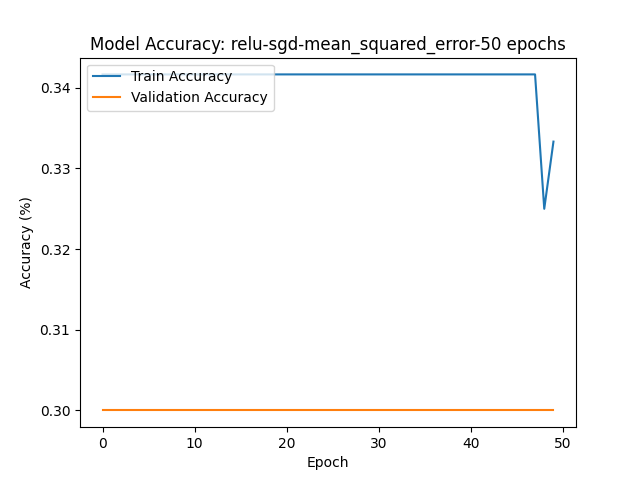 Model Accuracy: relu-sgd-mean_squared_error-50 epochs
Train Accuracy
Validation Accuracy
0.34
0.33
0.32
0.31
0.30
Accuracy (%)
0 10 20 30 40 50
Epoch